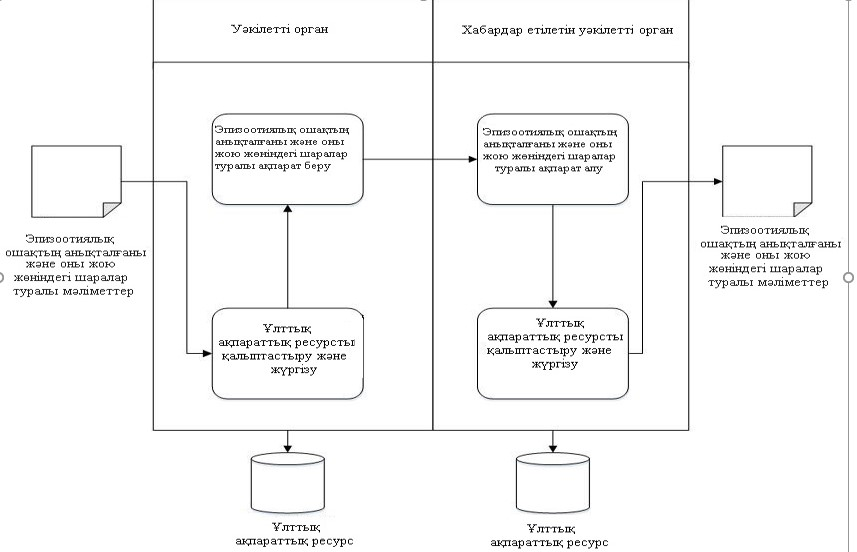 Уәкілетті орган
Хабардар етілетін уәкілетті орган
Эпизоотиялық ошақтың
анықталғаны және оны
жою жөніндегі шаралар
туралы ақпарат беру
Эпизоотиялық ошақтың
анықталғаны және оны
жою жөніндегі шаралар
туралы ақпарат алу
Эпизоотиялық
ошақтың анықталғаны
және оны жою
жөніндегі шаралар
туралы мәліметтер
Эпизоотиялық
ошақтың анықталғаны
және оны жою
жөніндегі шаралар
туралы мәліметтер
Ұлттық
ақпараттық ресурсты
қалыптастыру және
жүргізу
Ұлттық
ақпараттық ресурсты
қалыптастыру және
жүргізу
Ұлттық
ақпараттық ресурс
Ұлттық
ақпараттық ресурс